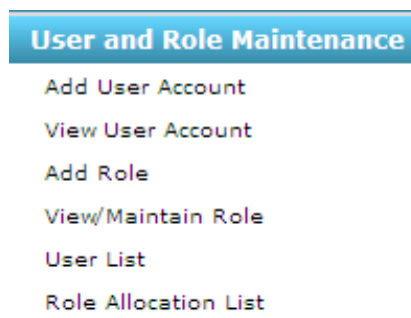 User and Role Maintenance
Add User Account
View User Account
Add Role
View/Maintain Role
User List
Role Allocation List